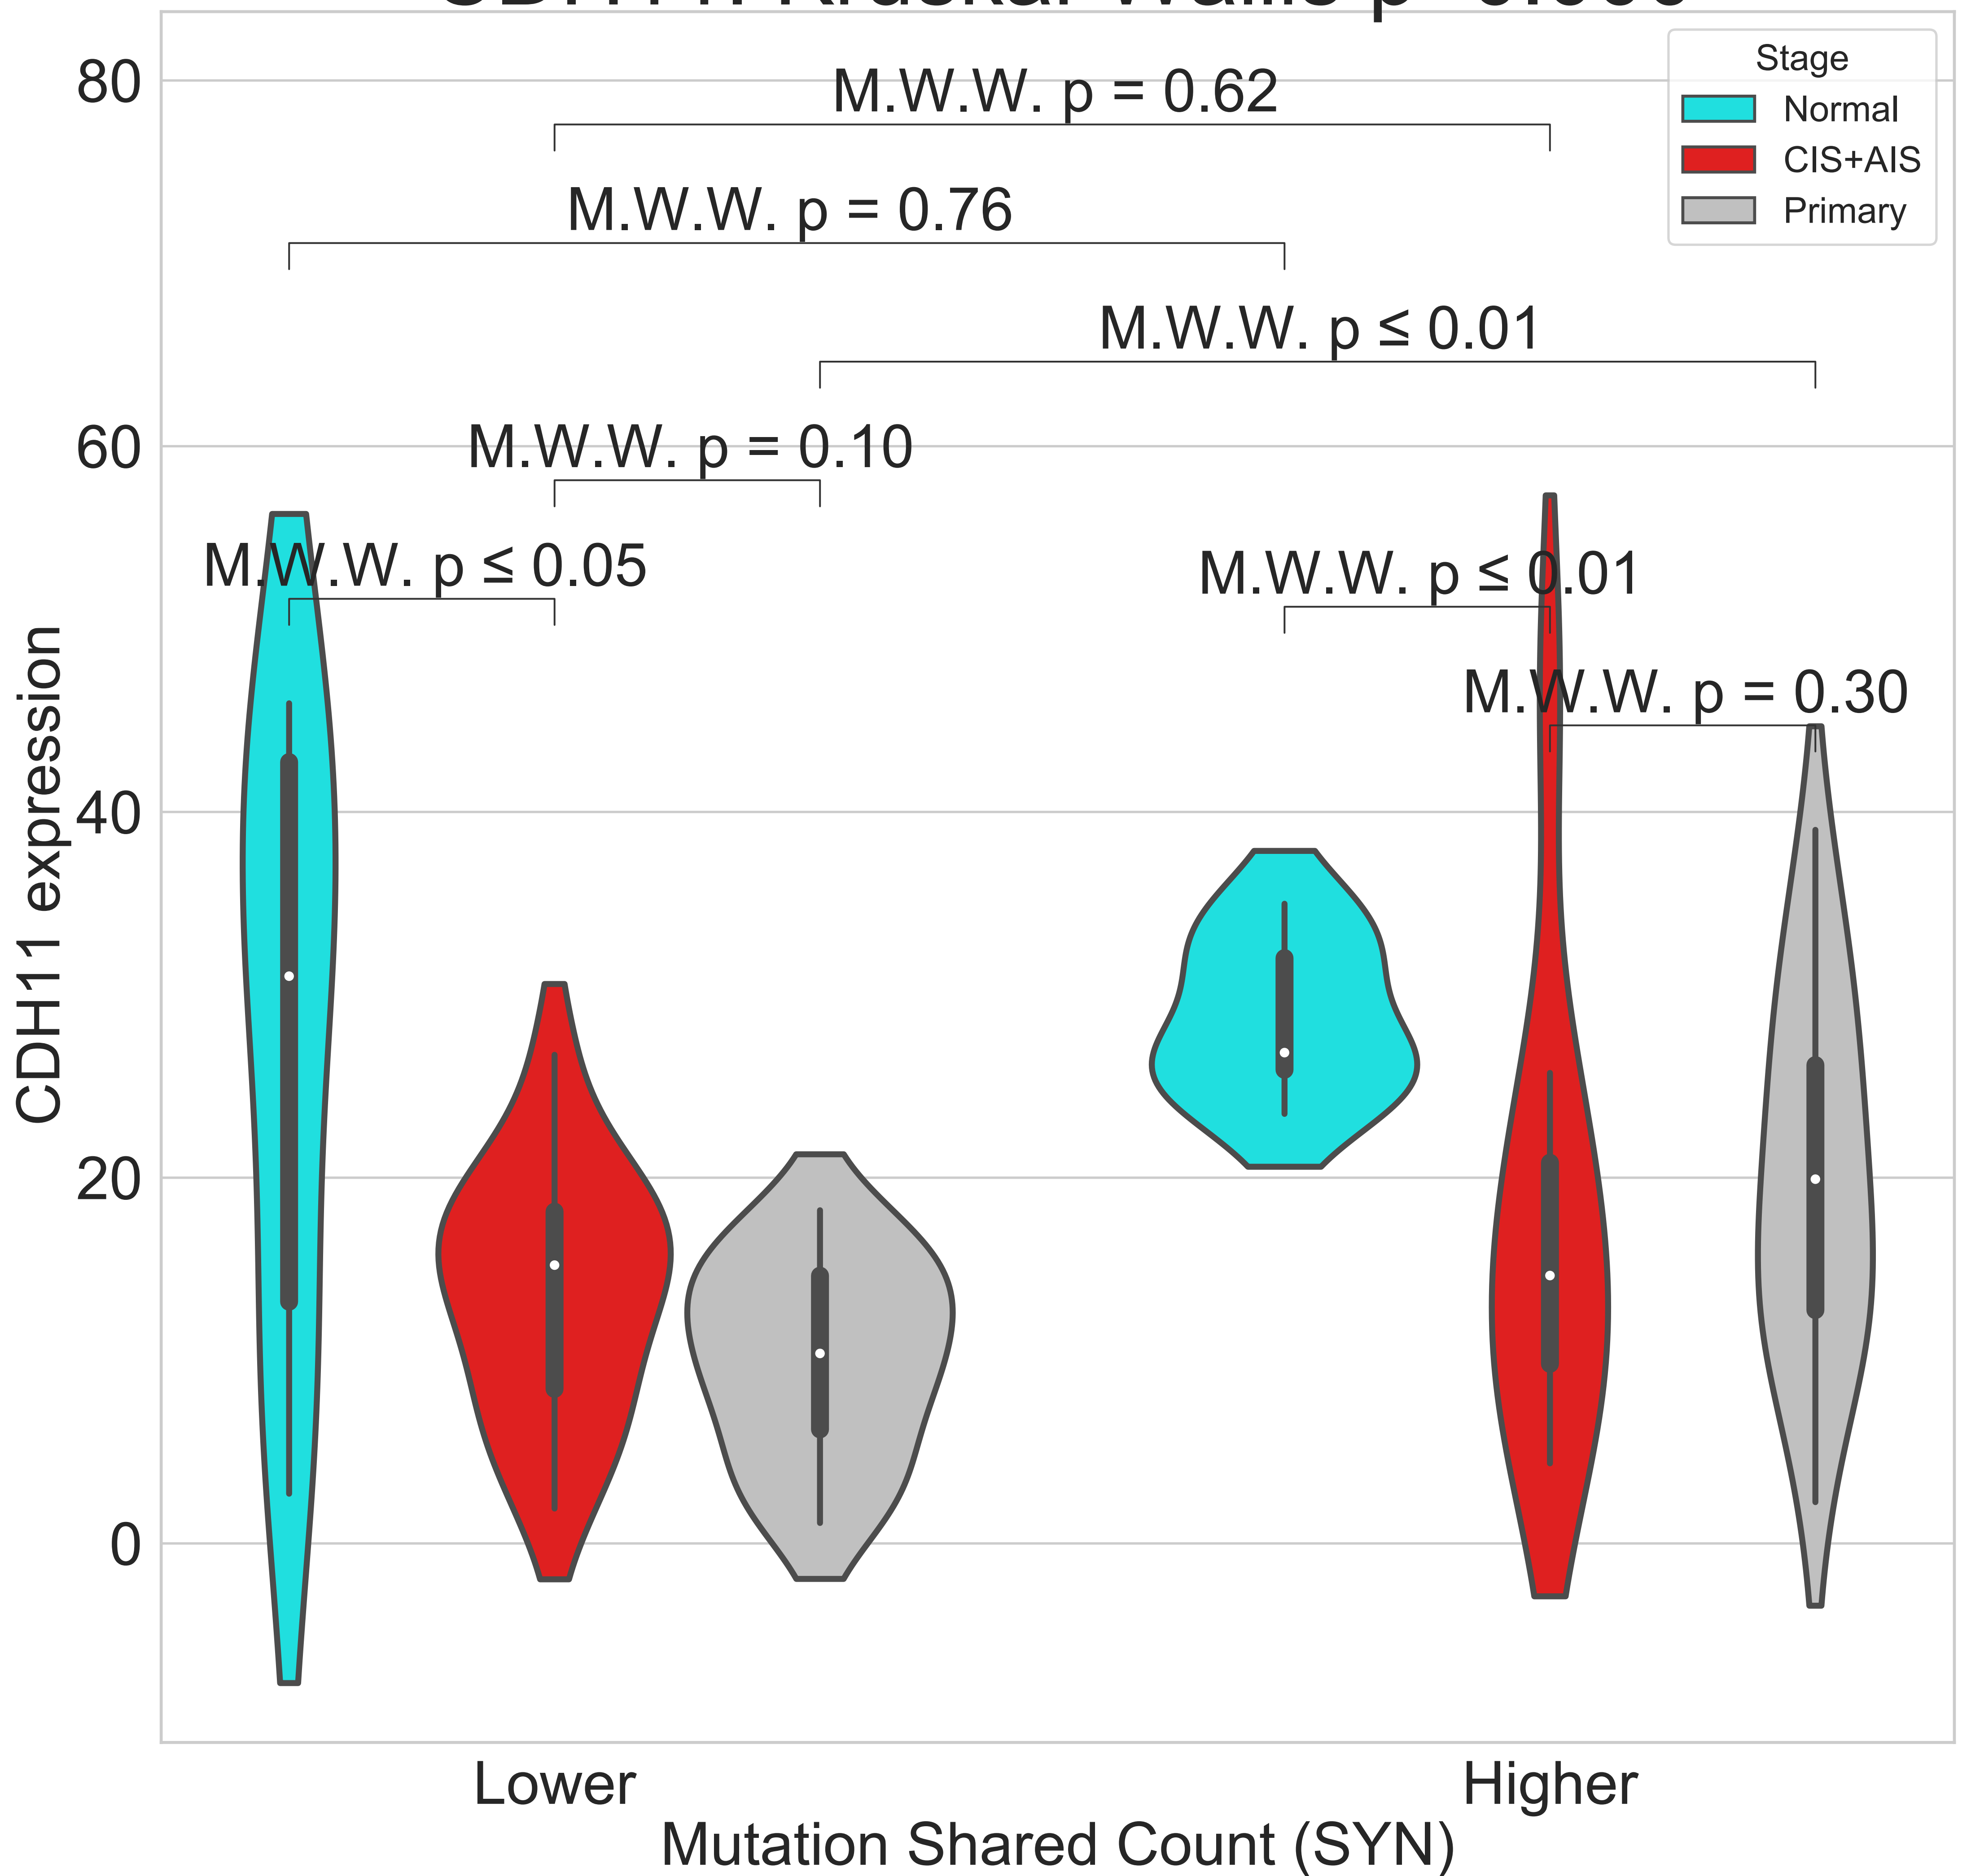 Stage
Normal
CIS+AIS
Primary
M.W.W. p = 0.62
M.W.W. p = 0.76
M.W.W. p ≤ 0.01
M.W.W. p = 0.10
M.W.W. p ≤ 0.05
M.W.W. p ≤ 0.01
M.W.W. p = 0.30
80
60
40
20
0
CDH11 expression
Lower
Higher
Mutation Shared Count (SYN)